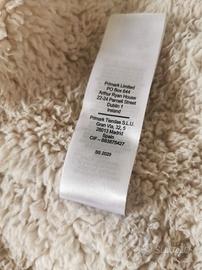 Primark Limited
PO Box 644
Arthur Ryan House
22-24 Parnell Street
Dublin 1
Ireland
Primark Tiendas S.L.U.
Gran Vía, 32, 5
28013 Madrid
Spain
CIF - B83875427
SS 2020